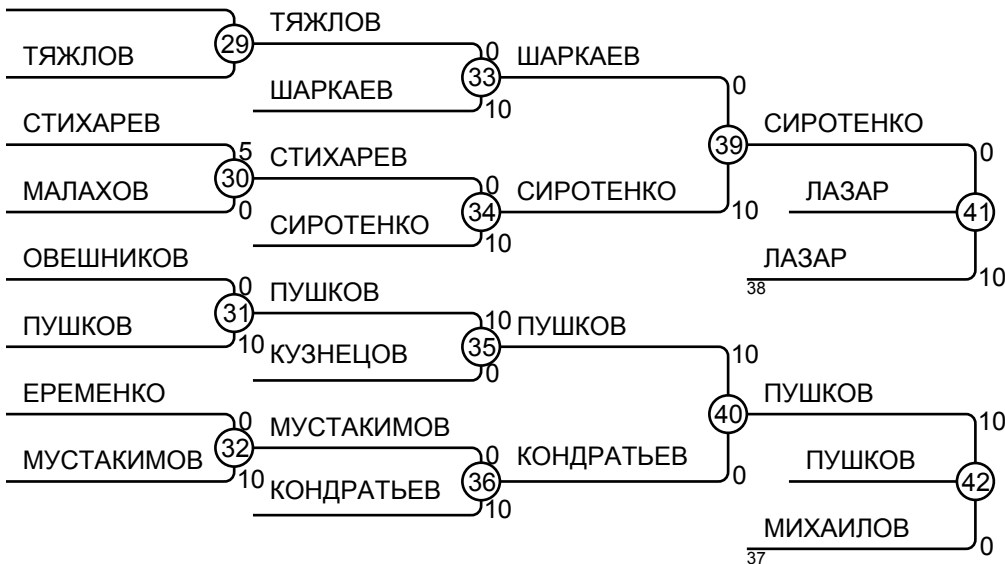 ТЯЖЛОВ
29
ТЯЖЛОВ
0
ШАРКАЕВ
33
10
ШАРКАЕВ
0
СТИХАРЕВ
5
МАЛАХОВ
30
0
СТИХАРЕВ
0
СИРОТЕНКО
34
10
СИРОТЕНКО
39
10
СИРОТЕНКО
0
ЛАЗАР
41
ЛАЗАР
38
10
ОВЕШНИКОВ
0
ПУШКОВ
31
10
ПУШКОВ
10
КУЗНЕЦОВ
35
0
ПУШКОВ
10
ЕРЕМЕНКО
0
МУСТАКИМОВ
32
10
МУСТАКИМОВ
0
КОНДРАТЬЕВ
36
10
КОНДРАТЬЕВ
40
0
ПУШКОВ
10
ПУШКОВ
42
МИХАИЛОВ
37
0